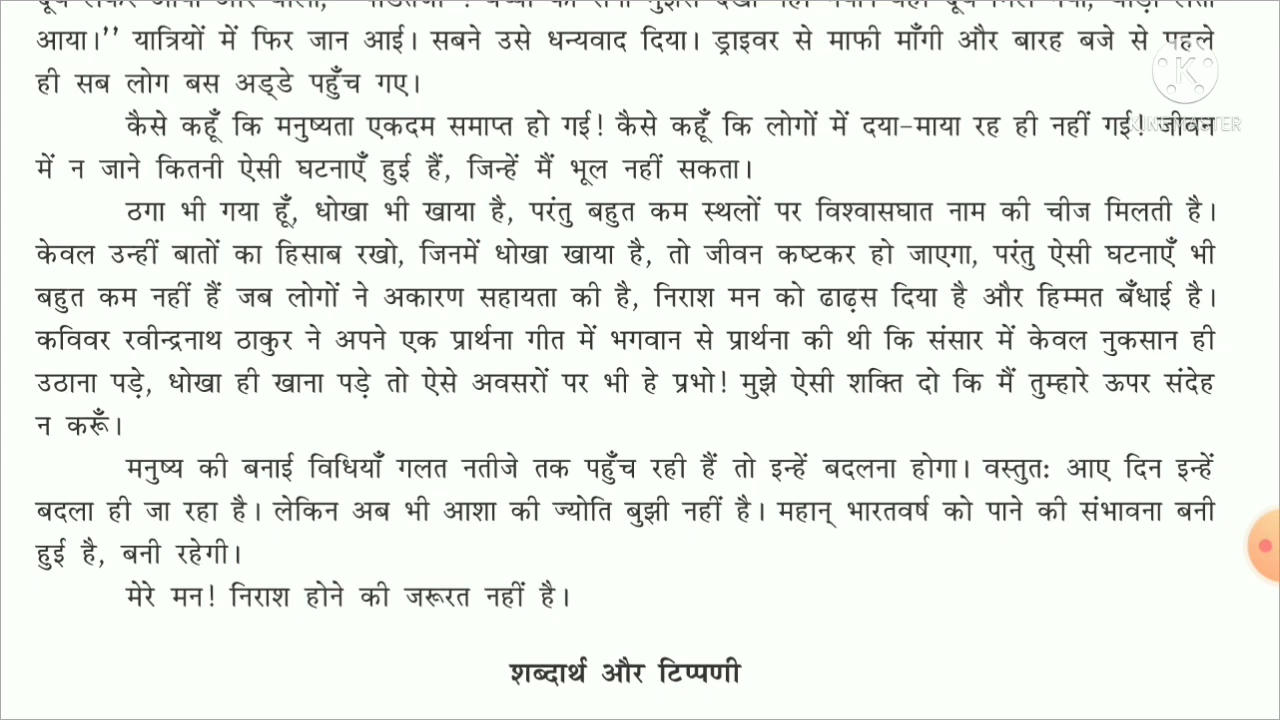 आया।’’ यात्रियों में फिर जान आई। सबने उसे धन्यवाद दिया। ड्राइवर से माफी माँगी और बारह बजे से पहले
ही सब लोग बस अड्डे पहुँच गए।
कैसे कहूँ कि मनुष्यता एकदम समाप्त हो गई! कैसे कहूँ कि लोगों में दया-माया रह ही नहीं गई! जीवन
में न जाने कितनी ऐसी घटनाएँ हुई हैं, जिन्हें मैं भूल नहीं सकता।
ठगा भी गया हूँ, धोखा भी खाया है, परंतु बहुत कम स्थलों पर विश्वासघात नाम की चीज मिलती है।
केवल उन्हीं बातों का हिसाब रखो, जिनमें धोखा खाया है, तो जीवन कष्टकर हो जाएगा, परंतु ऐसी घटनाएँ भी
बहुत कम नहीं हैं जब लोगों ने अकारण सहायता की है, निराश मन को ढाढ़स दिया है और हिम्मत बँधाई है।
कविवर रवीन्द्रनाथ ठाकुर ने अपने एक प्रार्थना गीत में भगवान से प्रार्थना की थी कि संसार में केवल नुकसान ही
उठाना पड़े, धोखा ही खाना पड़े तो ऐसे अवसरों पर भी हे प्रभो! मुझे ऐसी शक्ति दो कि मैं तुम्हारे ऊपर संदेह
न करूँ।
मनुष्य की बनाई विधियाँ गलत नतीजे तक पहुँच रही हैं तो इन्हें बदलना होगा। वस्तुतः आए दिन इन्हें
बदला ही जा रहा है। लेकिन अब भी आशा की ज्योति बुझी नहीं है। महान् भारतवर्ष को पाने की संभावना बनी
हुई है, बनी रहेगी।
मेरे मन! निराश होने की जरूरत नहीं है।
शब्दार्थ और टिप्पणी
K
KINEMASTER